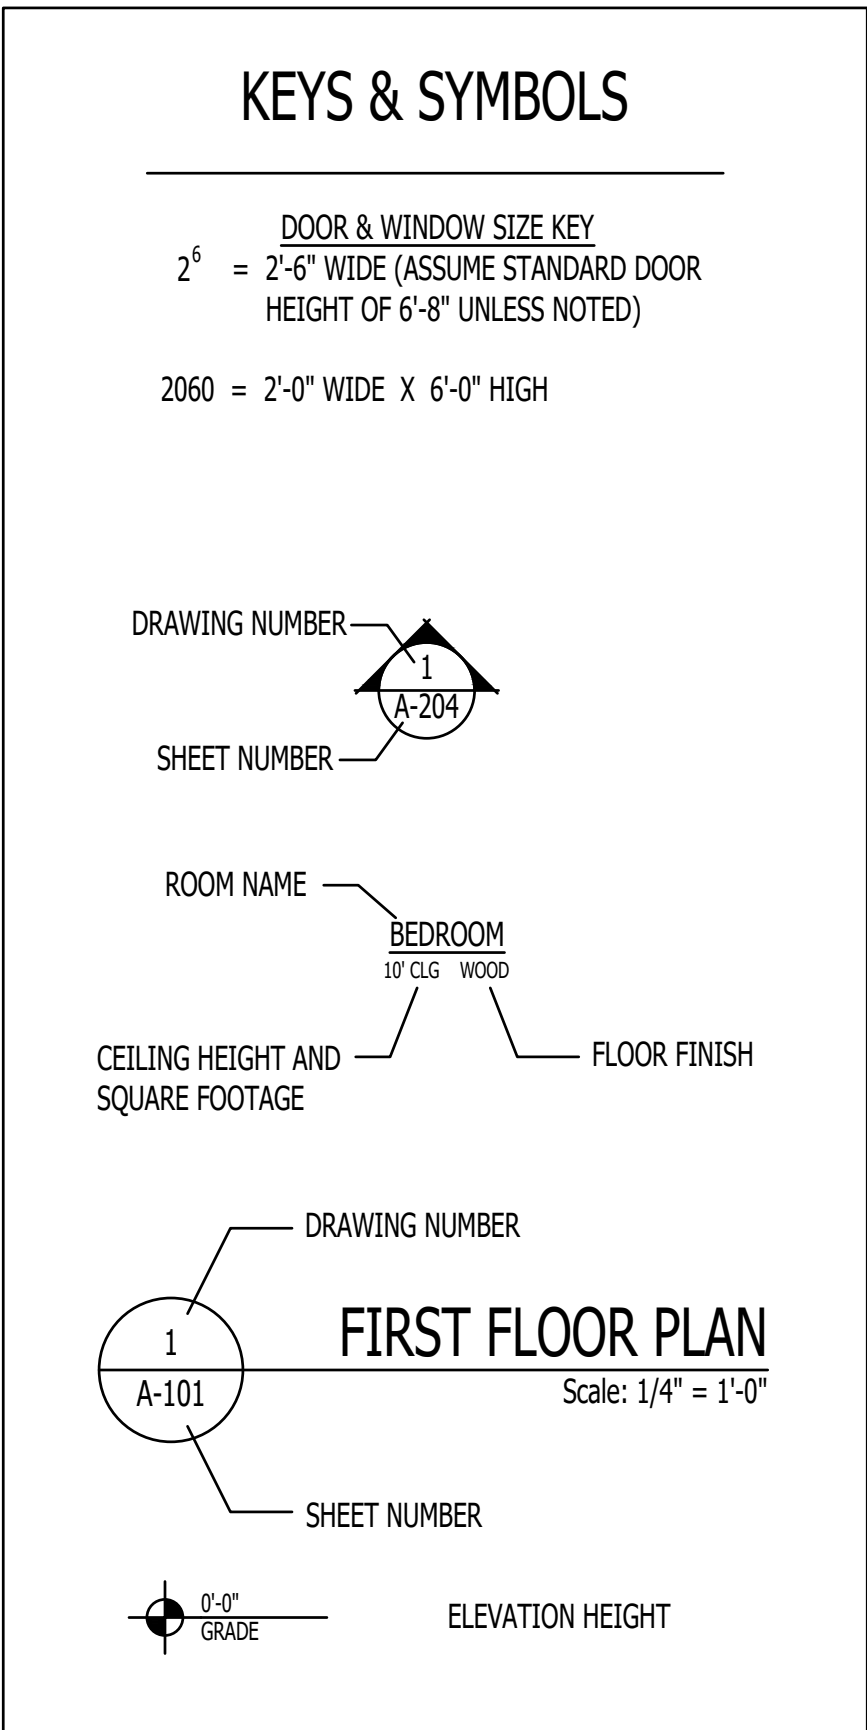 KEYS & SYMBOLS
DOOR & WINDOW SIZE KEY
2⁶ = 2'-6" WIDE (ASSUME STANDARD DOOR
HEIGHT OF 6'-8" UNLESS NOTED)
2060 = 2'-0" WIDE X 6'-0" HIGH
DRAWING NUMBER
1
A-204
SHEET NUMBER
ROOM NAME
BEDROOM
10' CLG WOOD
CEILING HEIGHT AND
SQUARE FOOTAGE
FLOOR FINISH
DRAWING NUMBER
1
A-101
FIRST FLOOR PLAN
Scale: 1/4" = 1'-0"
SHEET NUMBER
0'-0"
GRADE
ELEVATION HEIGHT